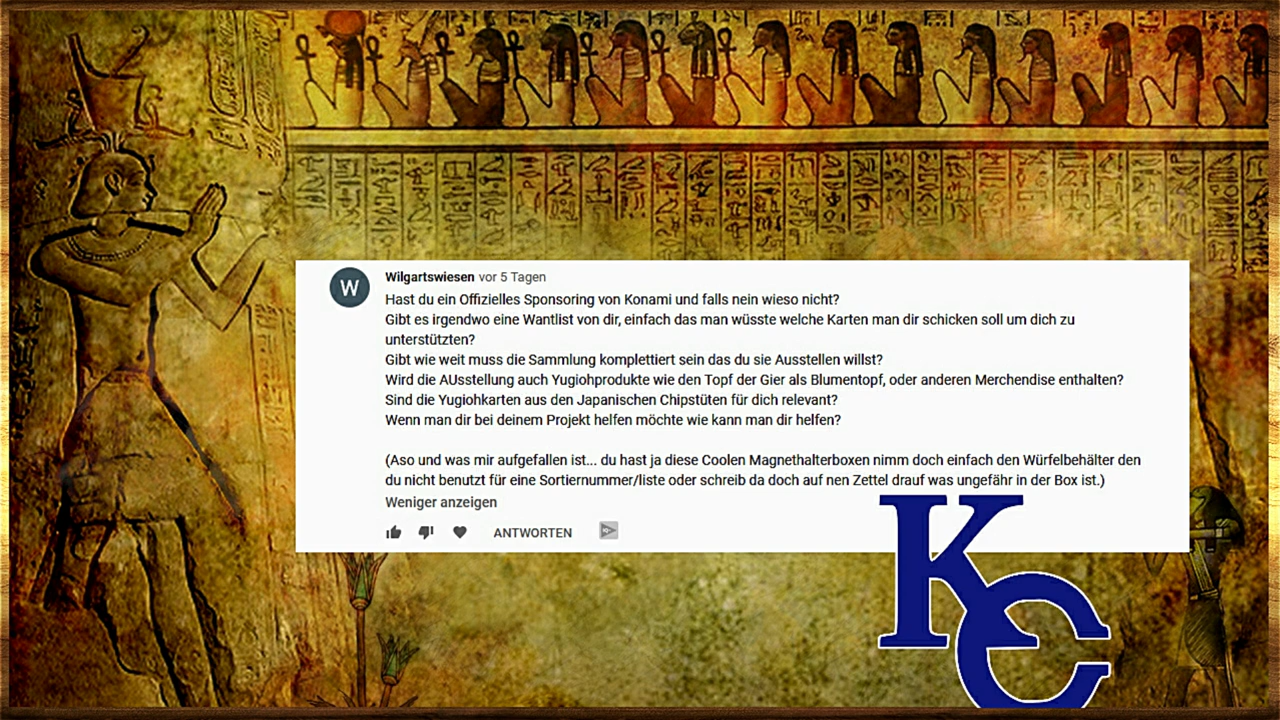 W
Wilgartswiesen vor 5 Tagen
Hast du ein Offizielles Sponsoring von Konami und falls nein wieso nicht?
Gibt es irgendwo eine Wantlist von dir, einfach das man wüsste welche Karten man dir schicken soll um dich zu
unterstützten?
Gibt wie weit muss die Sammlung komplettiert sein das du sie Ausstellen willst?
Wird die AUsstellung auch Yugiohprodukte wie den Topf der Gier als Blumentopf, oder anderen Merchendise enthalten?
Sind die Yugiohkarten aus den Japanischen Chipstüten für dich relevant?
Wenn man dir bei deinem Projekt helfen möchte wie kann man dir helfen?
(Aso und was mir aufgefallen ist... du hast ja diese Coolen Magnethalterboxen nimm doch einfach den Würfelbehälter den
du nicht benutzt für eine Sortiernummer/liste oder schreib da doch auf nen Zettel drauf was ungefähr in der Box ist.)
Weniger anzeigen
ANTWORTEN
KC